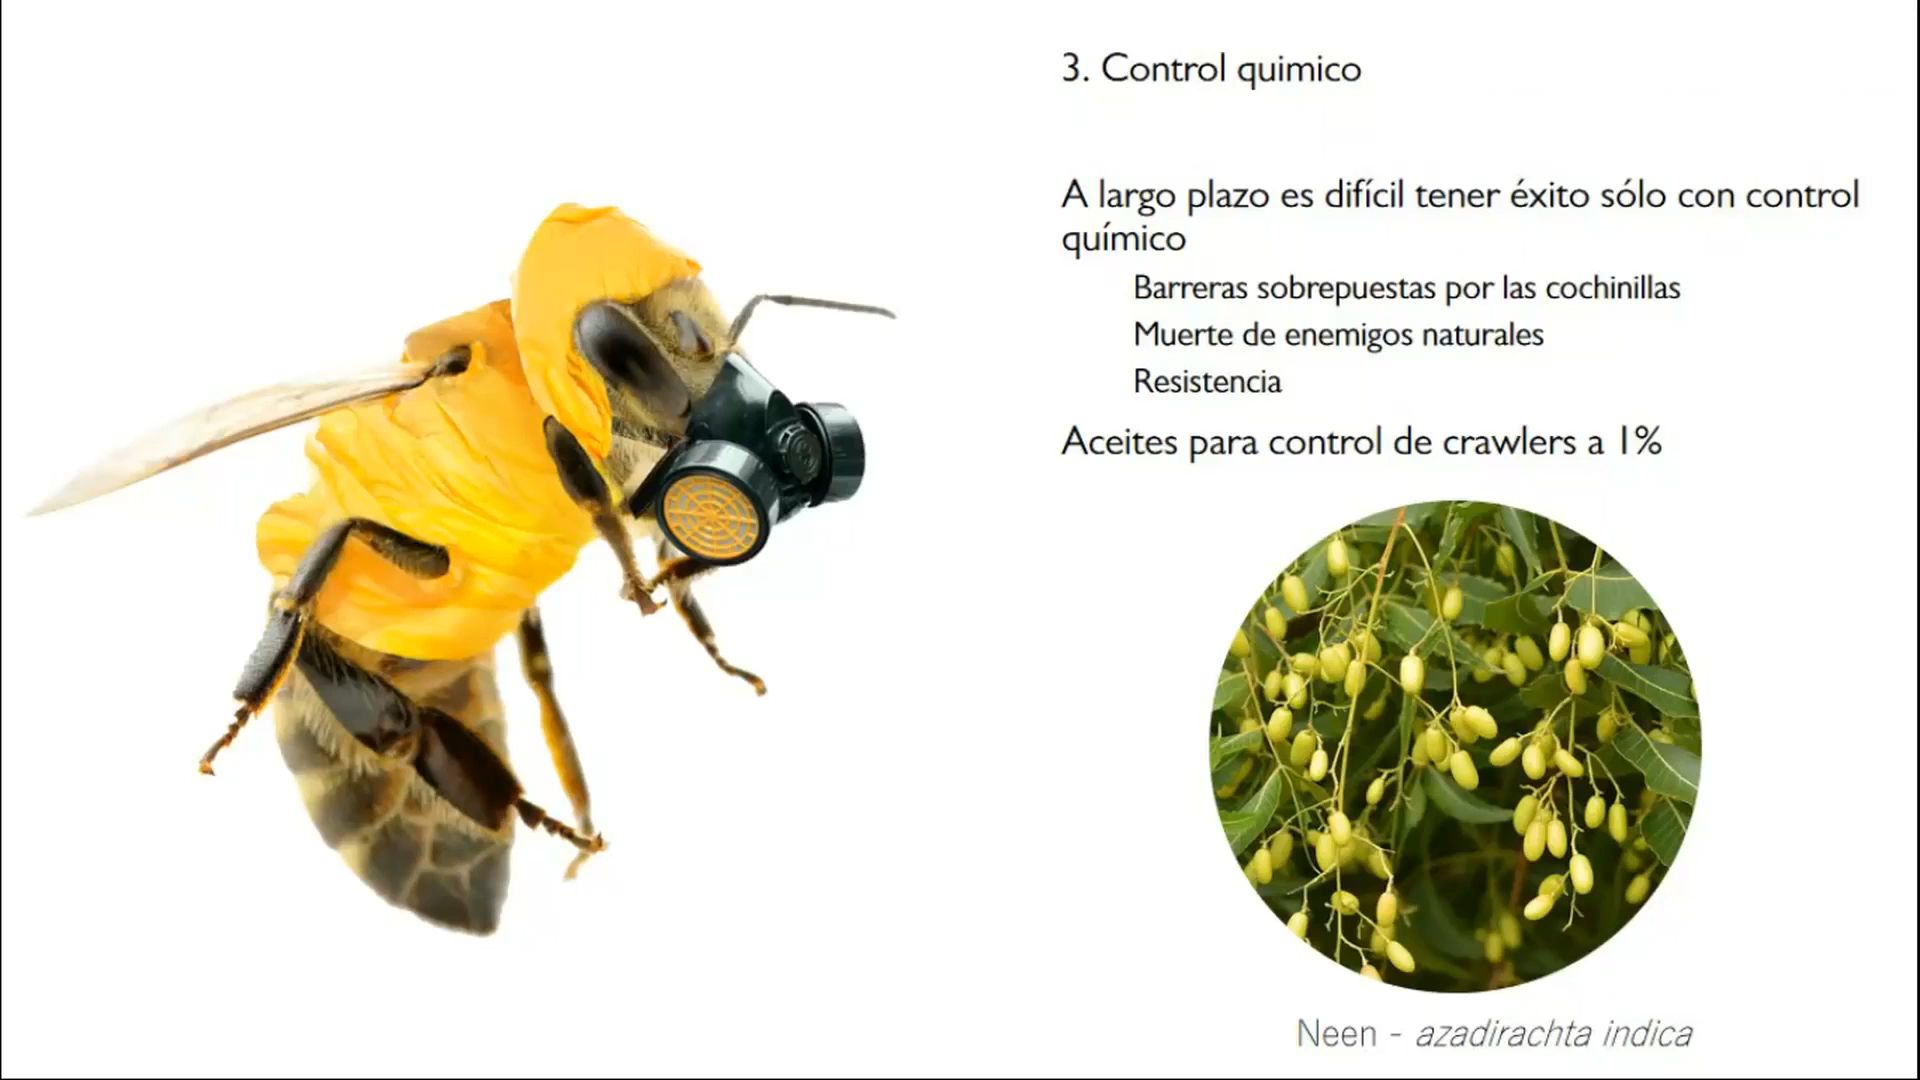 3. Control quimico
A largo plazo es difícil tener éxito sólo con control
químico
Barreras sobrepuestas por las cochinillas
Muerte de enemigos naturales
Resistencia
Aceites para control de crawlers a 1%
Neen - azadirachta indica